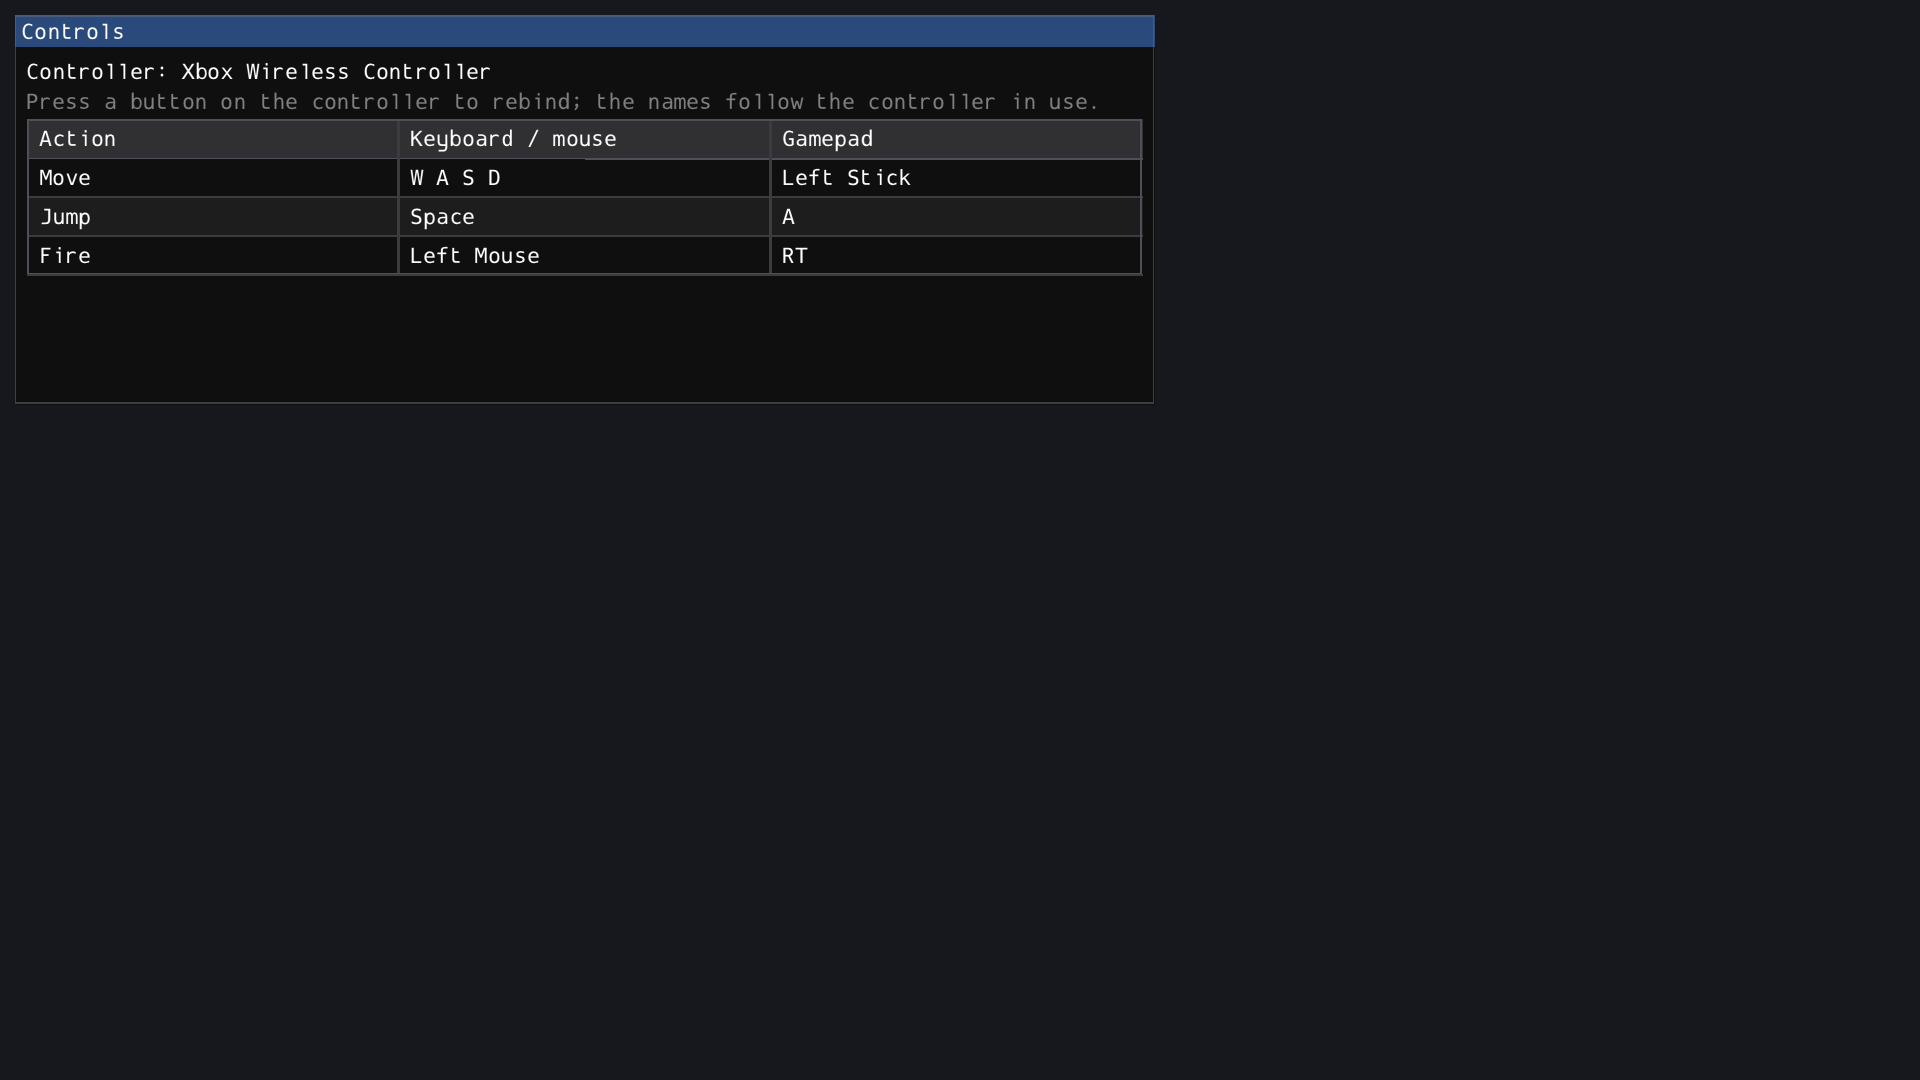 Controls
Controller: Xbox Wireless Controller
Press a button on the controller to rebind; the names follow the controller in use.
Action Keyboard / mouse Gamepad
Move W A S D Left Stick
Jump Space A
Fire Left Mouse RT